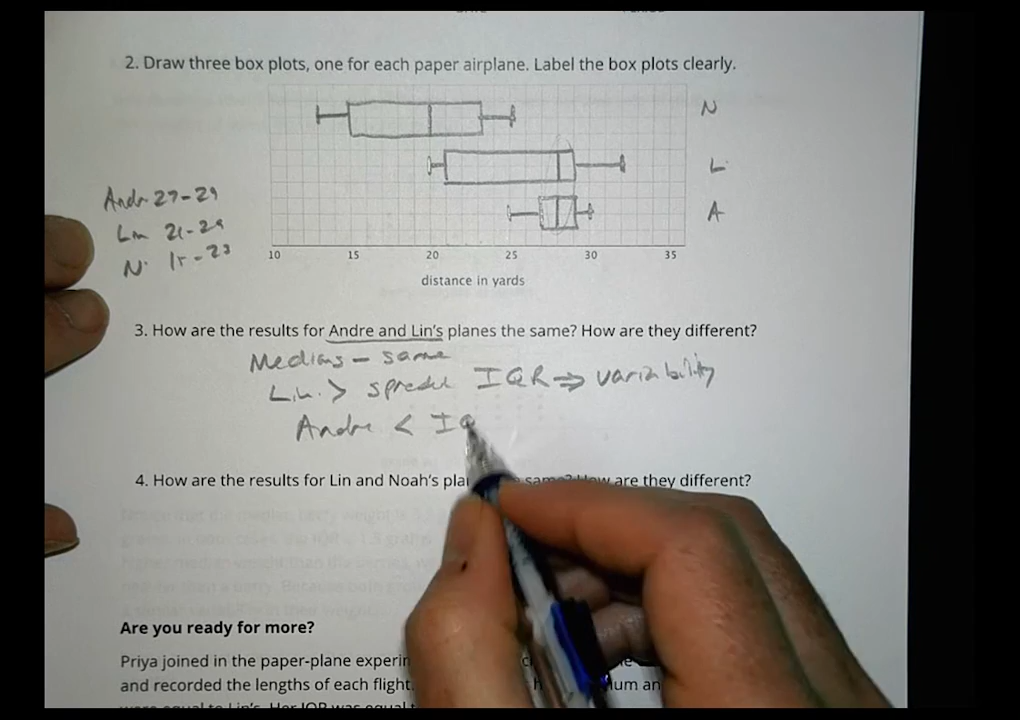 2. Draw three box plots, one for each paper airplane. Label the box plots clearly.
N
L
A
Andr 27-29
Lin 21-29
N. 15-23
10 15 20 25 30 35
distance in yards
3. How are the results for Andre and Lin's planes the same? How are they different?
Medians - same
Lin > spread IQR ⇒ variability
Andre < IQ
4. How are the results for Lin and Noah's same? How are they different?
Are you ready for more?
Priya joined in the paper-plane
and recorded the lengths of each flight.